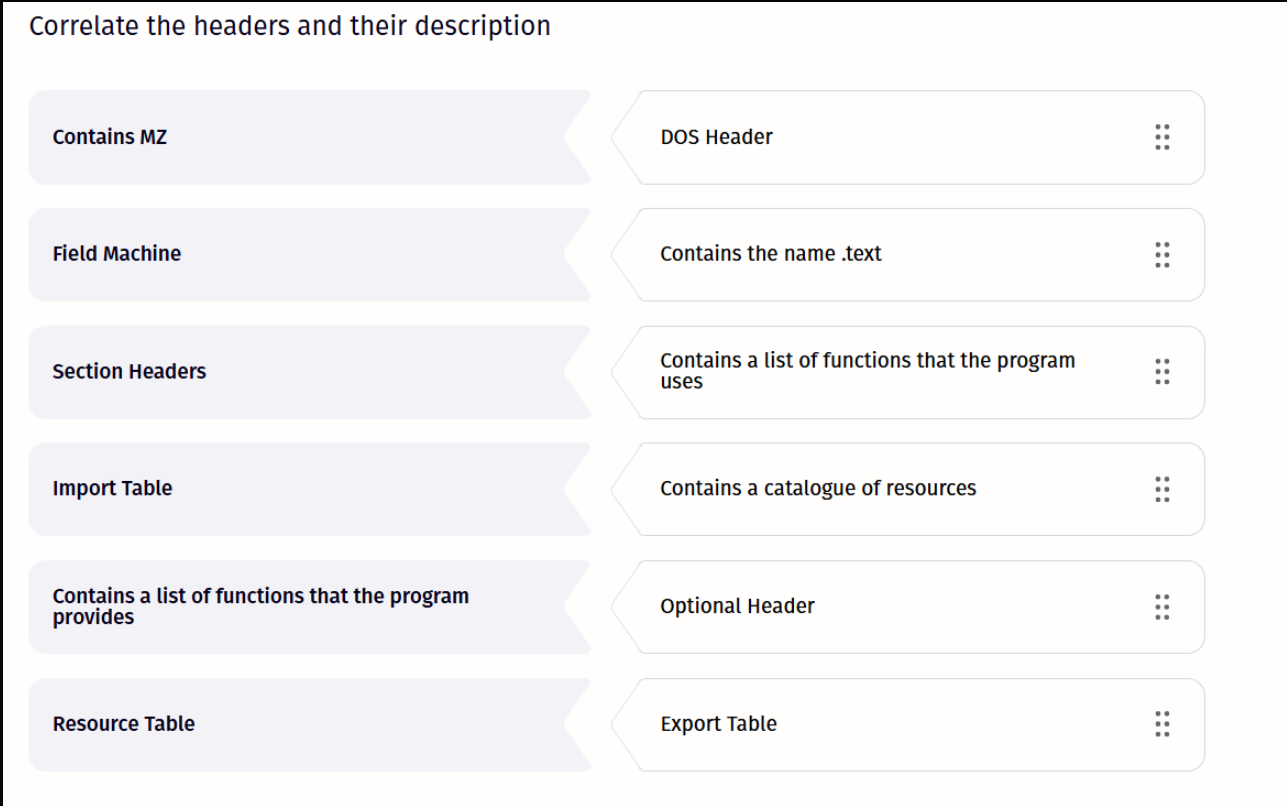 Correlate the headers and their description
Contains MZ
DOS Header
Field Machine
Contains the name .text
Section Headers
Contains a list of functions that the program
uses
Import Table
Contains a catalogue of resources
Contains a list of functions that the program
provides
Optional Header
Resource Table
Export Table